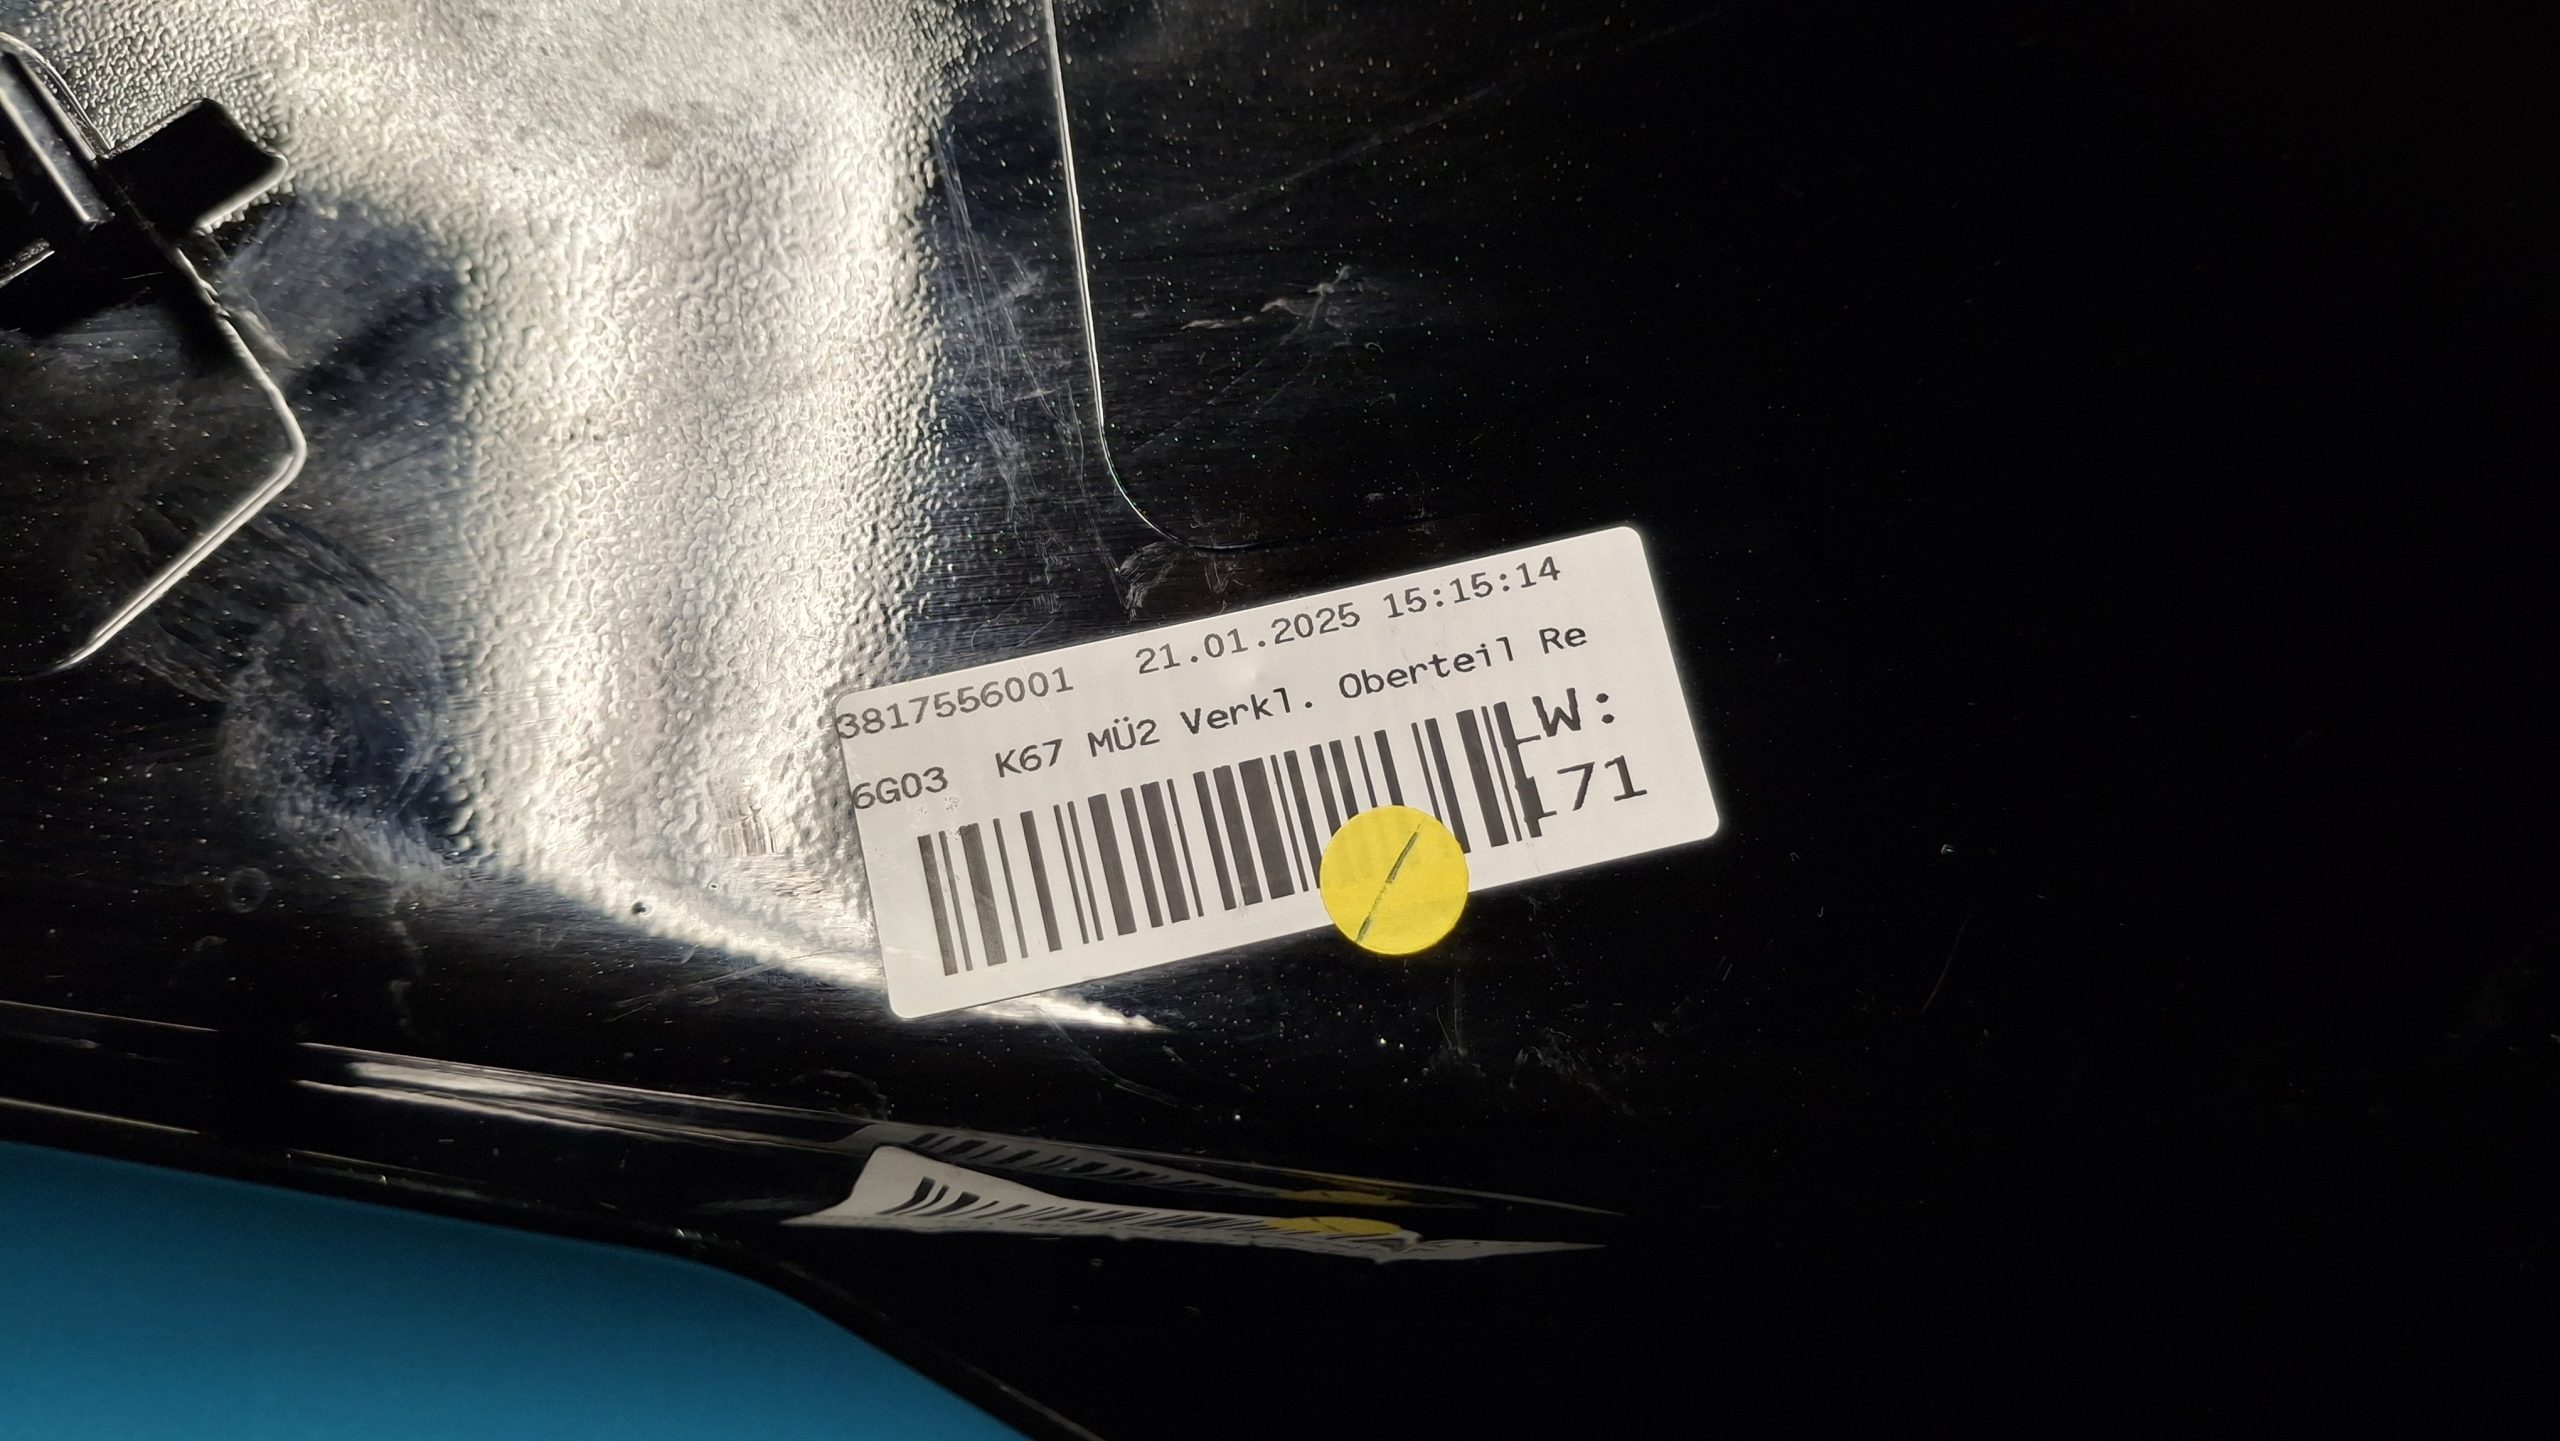 3817556001 21.01.2025 15:15:14
6G03 K67 MÜ2 Verkl. Oberteil Re
LW:
171